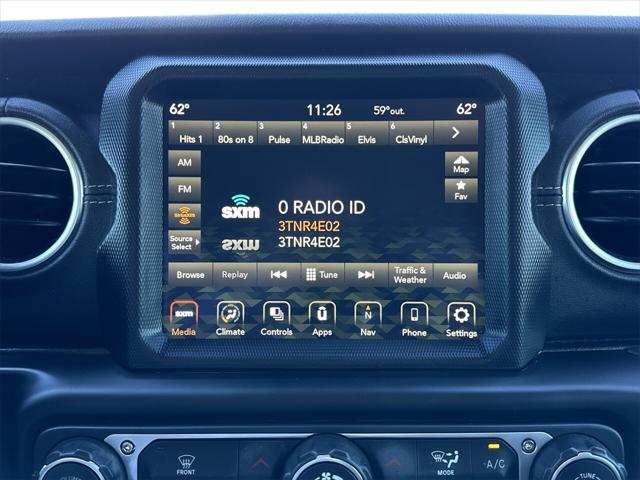 62° 11:26 59°out. 62°
1 2 3 4 5 6
Hits 1 80s on 8 Pulse MLBRadio Elvis ClsVinyl
AM
Map
FM
Fav
SiriusXM
sxm
0 RADIO ID
3TNR4E02
sxm
3TNR4E02
Source
Select
Browse Replay Tune Traffic &
Weather Audio
sxm N
Media Climate Controls Apps Nav Phone Settings
FRONT MODE A/C
VOLUME TUNE